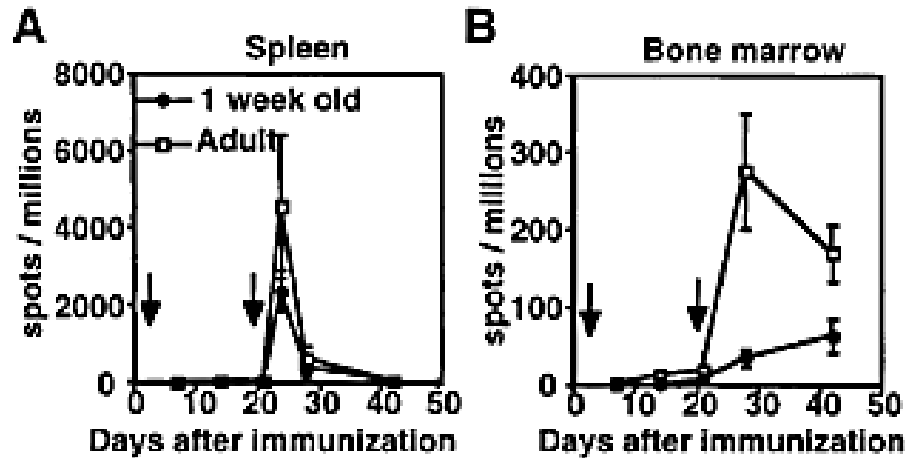 A
Spleen
8000
6000
4000
2000
0
1 week old
Adult
spots / millions
0 10 20 30 40 50
Days after immunization
B
Bone marrow
400
300
200
100
0
spots / millions
0 10 20 30 40 50
Days after immunization